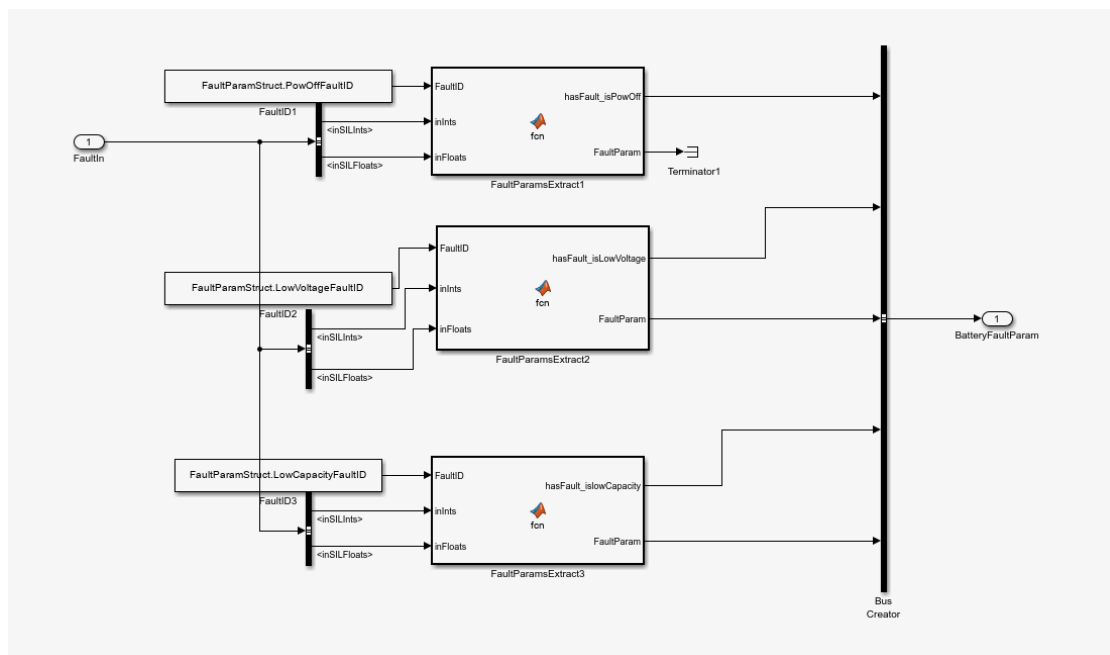 FaultParamStruct.PowOffFaultID
FaultID1
1
FaultIn
<inSILInts>
<inSILFloats>
FaultID
inInts
inFloats
fcn
hasFault_isPowOff
FaultParam
FaultParamsExtract1
Terminator1
FaultParamStruct.LowVoltageFaultID
FaultID2
<inSILInts>
<inSILFloats>
FaultID
inInts
inFloats
fcn
hasFault_isLowVoltage
FaultParam
FaultParamsExtract2
1
BatteryFaultParam
FaultParamStruct.LowCapacityFaultID
FaultID3
<inSILInts>
<inSILFloats>
FaultID
inInts
inFloats
fcn
hasFault_islowCapacity
FaultParam
FaultParamsExtract3
Bus
Creator